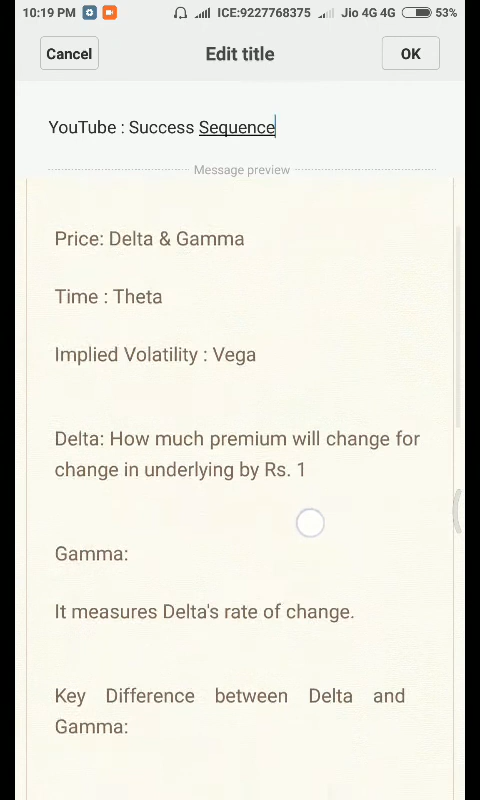 10:19 PM ICE:9227768375 Jio 4G 4G 53%
Cancel Edit title OK
YouTube : Success Sequence
Message preview
Price: Delta & Gamma
Time : Theta
Implied Volatility : Vega
Delta: How much premium will change for
change in underlying by Rs. 1
Gamma:
It measures Delta's rate of change.
Key Difference between Delta and
Gamma: